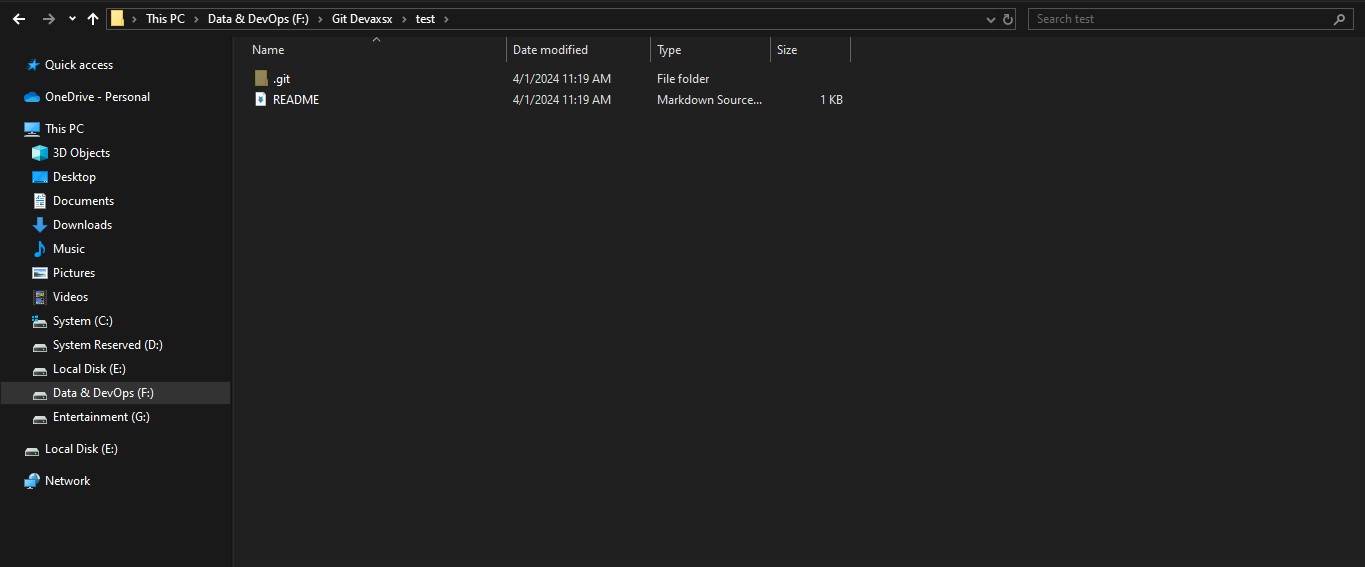 This PC Data & DevOps (F:) Git Devaxsx test
Search test
Name Date modified Type Size
.git 4/1/2024 11:19 AM File folder
README 4/1/2024 11:19 AM Markdown Source... 1 KB
Quick access
OneDrive - Personal
This PC
3D Objects
Desktop
Documents
Downloads
Music
Pictures
Videos
System (C:)
System Reserved (D:)
Local Disk (E:)
Data & DevOps (F:)
Entertainment (G:)
Local Disk (E:)
Network